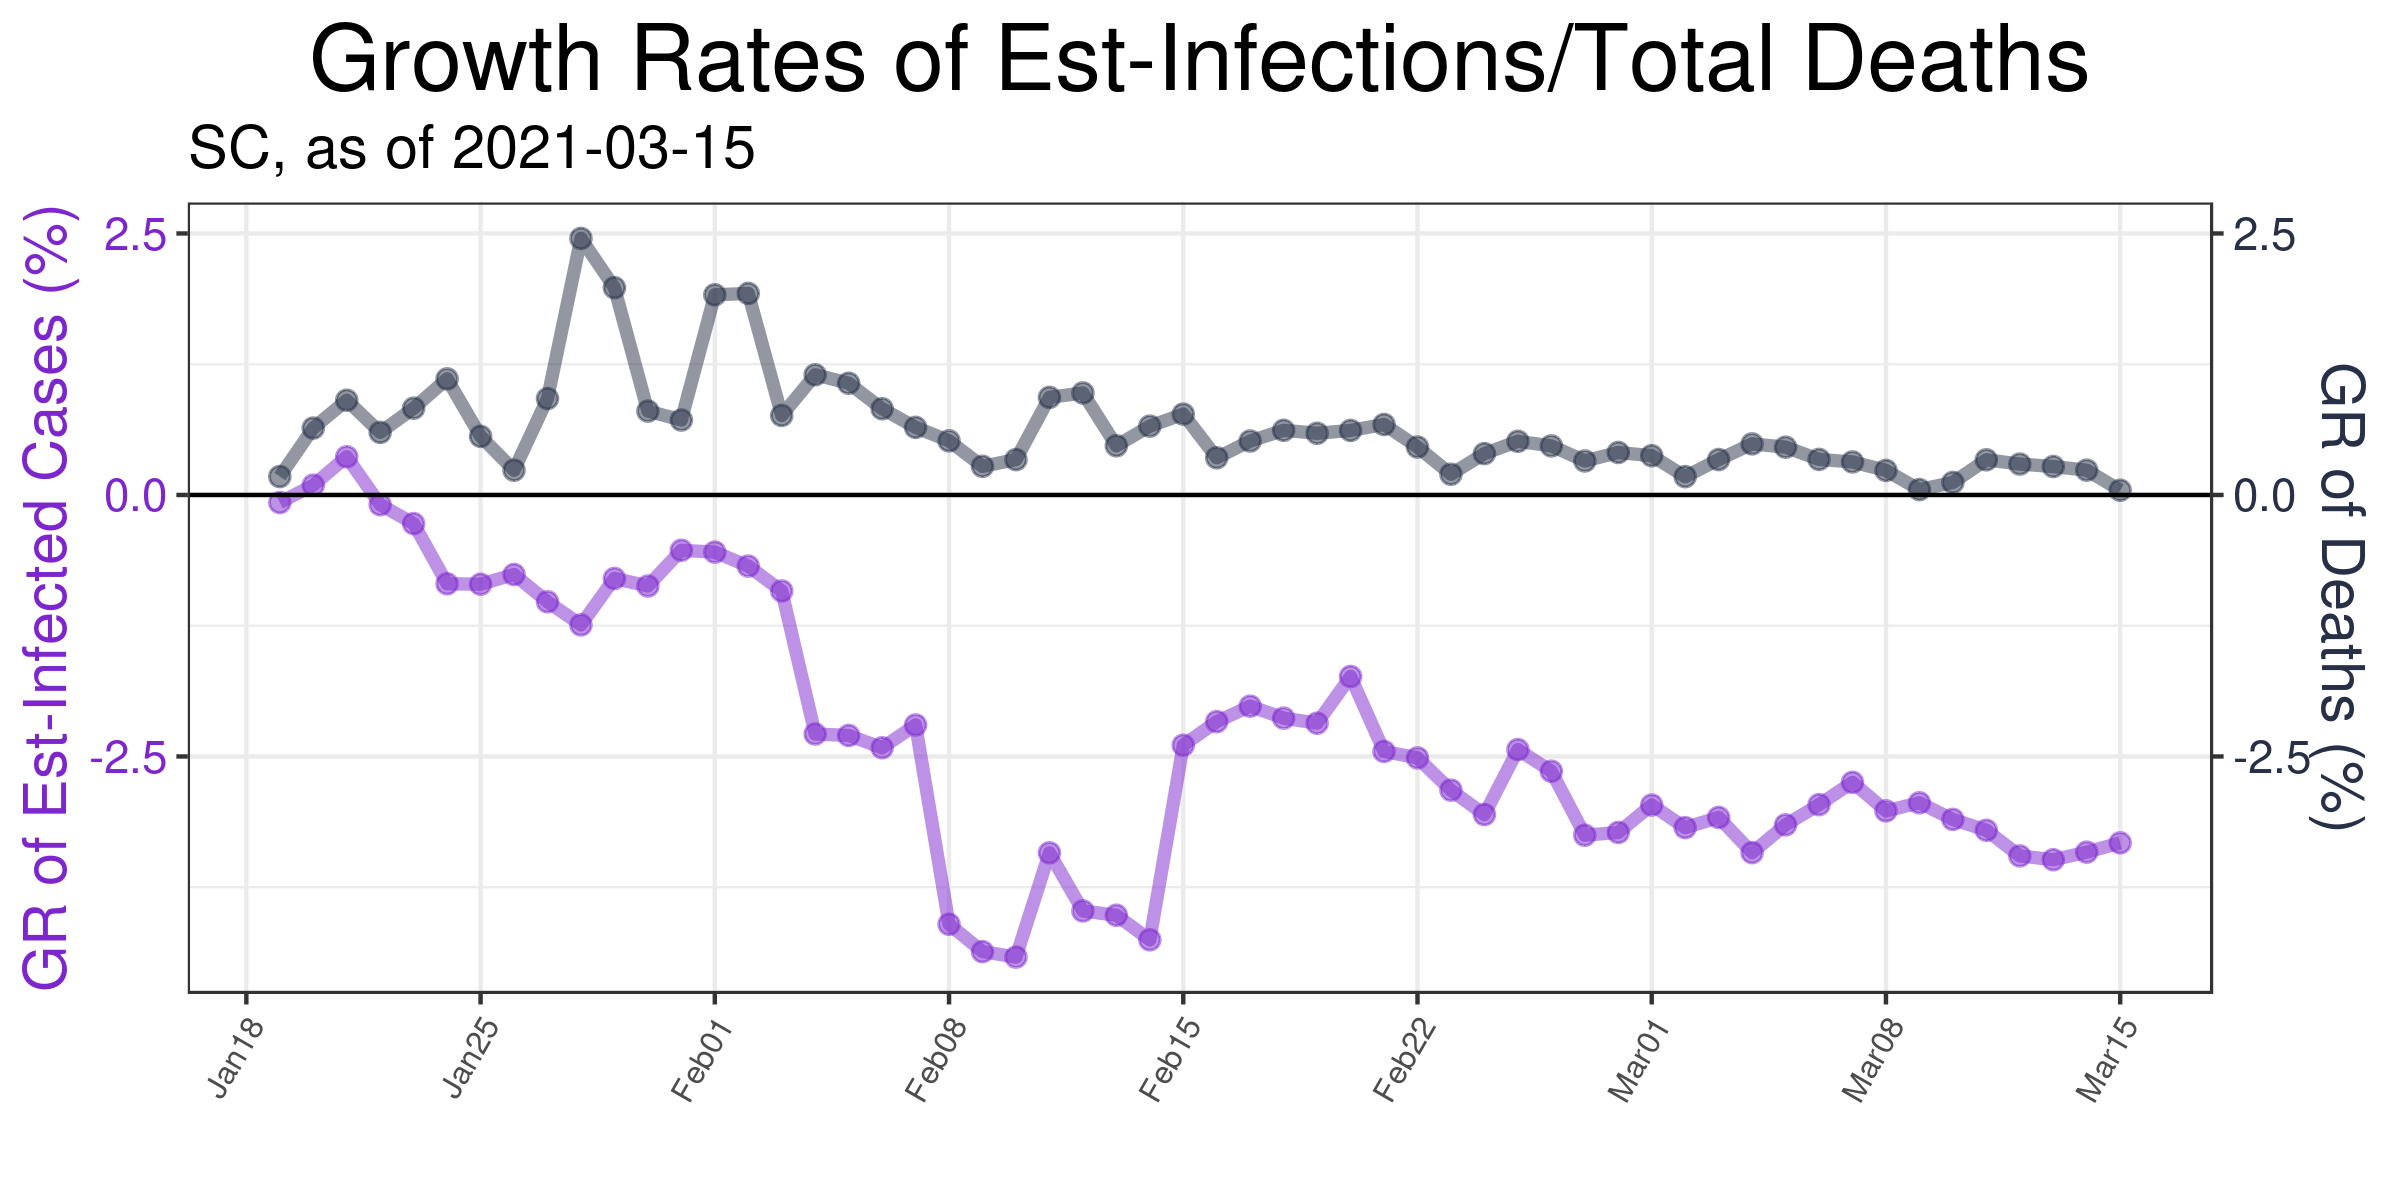 Growth Rates of Est-Infections/Total Deaths
SC, as of 2021-03-15
GR of Est-Infected Cases (%)
2.5
0.0
-2.5
2.5
0.0
-2.5
GR of Deaths (%)
Jan18
Jan25
Feb01
Feb08
Feb15
Feb22
Mar01
Mar08
Mar15